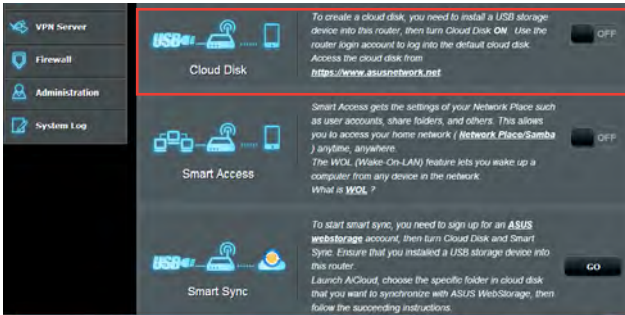 VPN Server
Firewall
Administration
System Log
USB
Cloud Disk
To create a cloud disk, you need to install a USB storage
device into this router, then turn Cloud Disk ON. Use the
router login account to log into the default cloud disk.
Access the cloud disk from
https://www.asusnetwork.net.
OFF
Smart Access
Smart Access gets the settings of your Network Place such
as user accounts, share folders, and others. This allows
you to access your home network ( Network Place/Samba
) anytime, anywhere.
The WOL (Wake-On-LAN) feature lets you wake up a
computer from any device in the network.
What is WOL ?
OFF
USB
Smart Sync
To start smart sync, you need to sign up for an ASUS
webstorage account, then turn Cloud Disk and Smart
Sync. Ensure that you installed a USB storage device into
this router.
Launch AiCloud, choose the specific folder in cloud disk
that you want to synchronize with ASUS WebStorage, then
follow the succeeding instructions.
GO